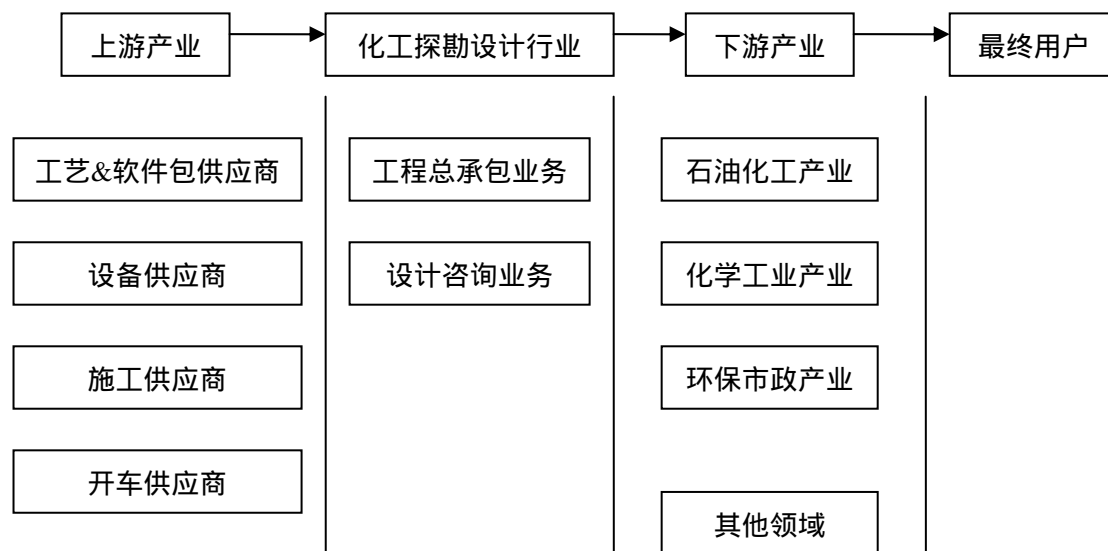 上游产业
化工探勘设计行业
下游产业
最终用户
工艺&软件包供应商
工程总承包业务
石油化工产业
设备供应商
设计咨询业务
化学工业产业
施工供应商
环保市政产业
开车供应商
其他领域